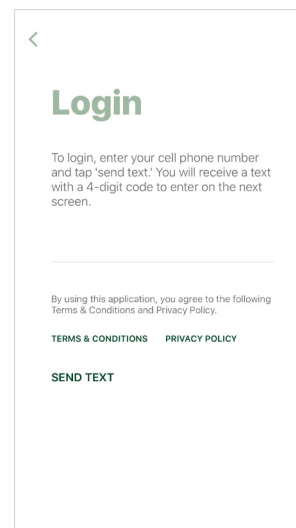 Login
To login, enter your cell phone number
and tap 'send text.' You will receive a text
with a 4-digit code to enter on the next
screen.
By using this application, you agree to the following
Terms & Conditions and Privacy Policy.
TERMS & CONDITIONS PRIVACY POLICY
SEND TEXT